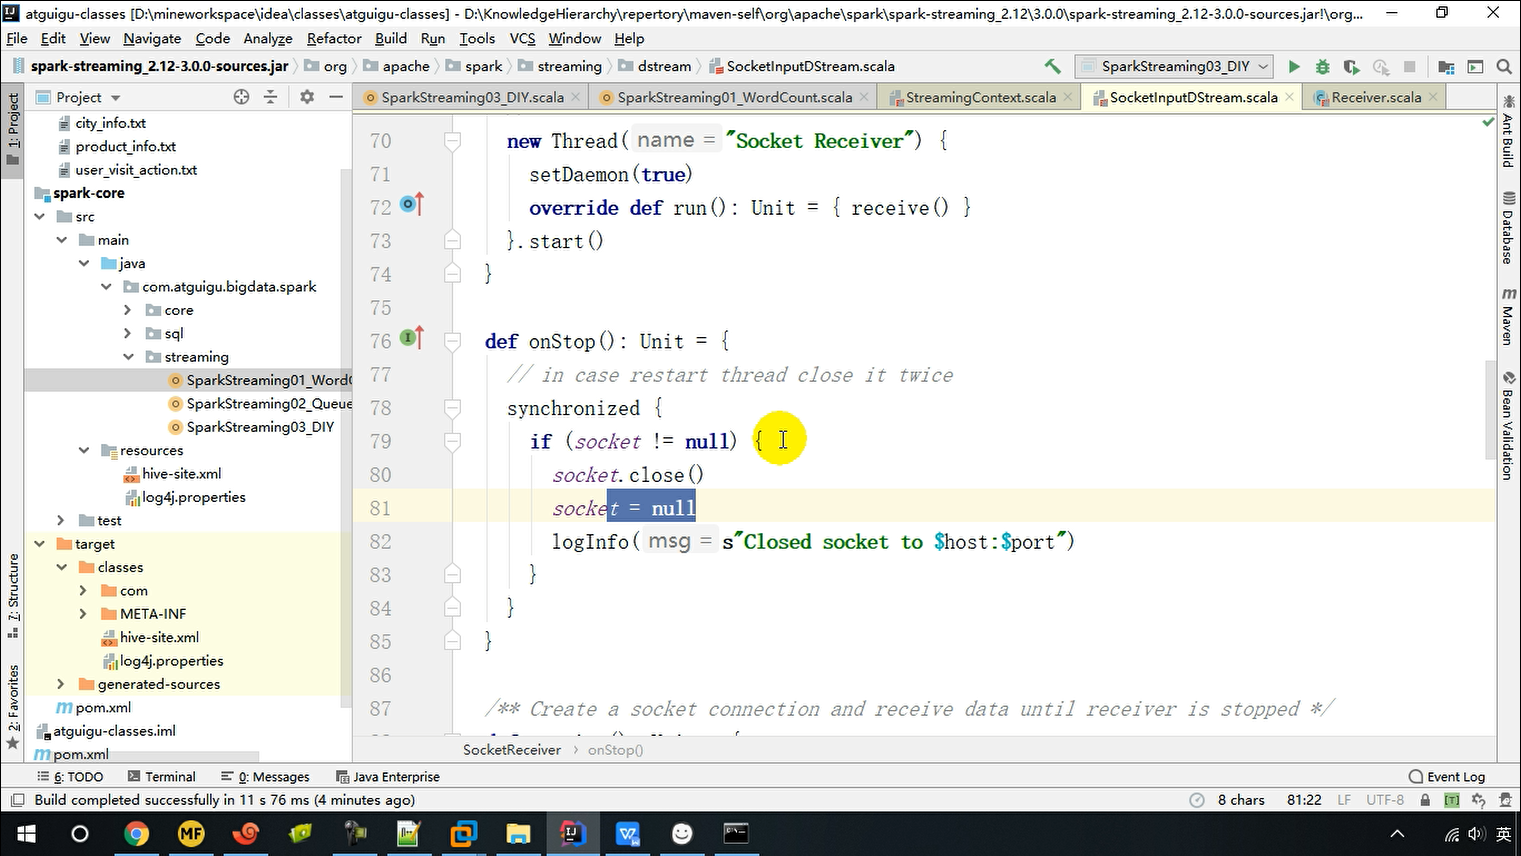 atguigu-classes [D:\mineworkspace\idea\classes\atguigu-classes] - D:\KnowledgeHierarchy\repertory\maven-self\org\apache\spark\spark-streaming_2.12\3.0.0\spark-streaming_2.12-3.0.0-sources.jar!\org...
File Edit View Navigate Code Analyze Refactor Build Run Tools VCS Window Help
spark-streaming_2.12-3.0.0-sources.jar org apache spark streaming dstream SocketInputDStream.scala SparkStreaming03_DIY
Project SparkStreaming03_DIY.scala SparkStreaming01_WordCount.scala StreamingContext.scala SocketInputDStream.scala Receiver.scala
1: Project
7: Structure
2: Favorites
city_info.txt
product_info.txt
user_visit_action.txt
spark-core
src
main
java
com.atguigu.bigdata.spark
core
sql
streaming
SparkStreaming01_Word
SparkStreaming02_Queue
SparkStreaming03_DIY
resources
hive-site.xml
log4j.properties
test
target
classes
com
META-INF
hive-site.xml
log4j.properties
generated-sources
pom.xml
atguigu-classes.iml
pom.xml
70 new Thread( name = "Socket Receiver") {
71 setDaemon(true)
72 override def run(): Unit = { receive() }
73 }.start()
74 }
75
76 def onStop(): Unit = {
77 // in case restart thread close it twice
78 synchronized {
79 if (socket != null) {
80 socket.close()
81 socket = null
82 logInfo( msg = s"Closed socket to $host:$port")
83 }
84 }
85 }
86
87 /** Create a socket connection and receive data until receiver is stopped */
SocketReceiver onStop()
Ant Build
Database
Maven
Bean Validation
6: TODO Terminal 0: Messages Java Enterprise Event Log
Build completed successfully in 11 s 76 ms (4 minutes ago) 8 chars 81:22 LF UTF-8 [T]
MF 英